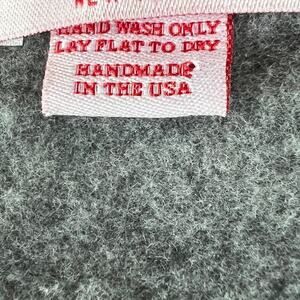 HAND WASH ONLY
LAY FLAT TO DRY
HANDMADE
IN THE USA